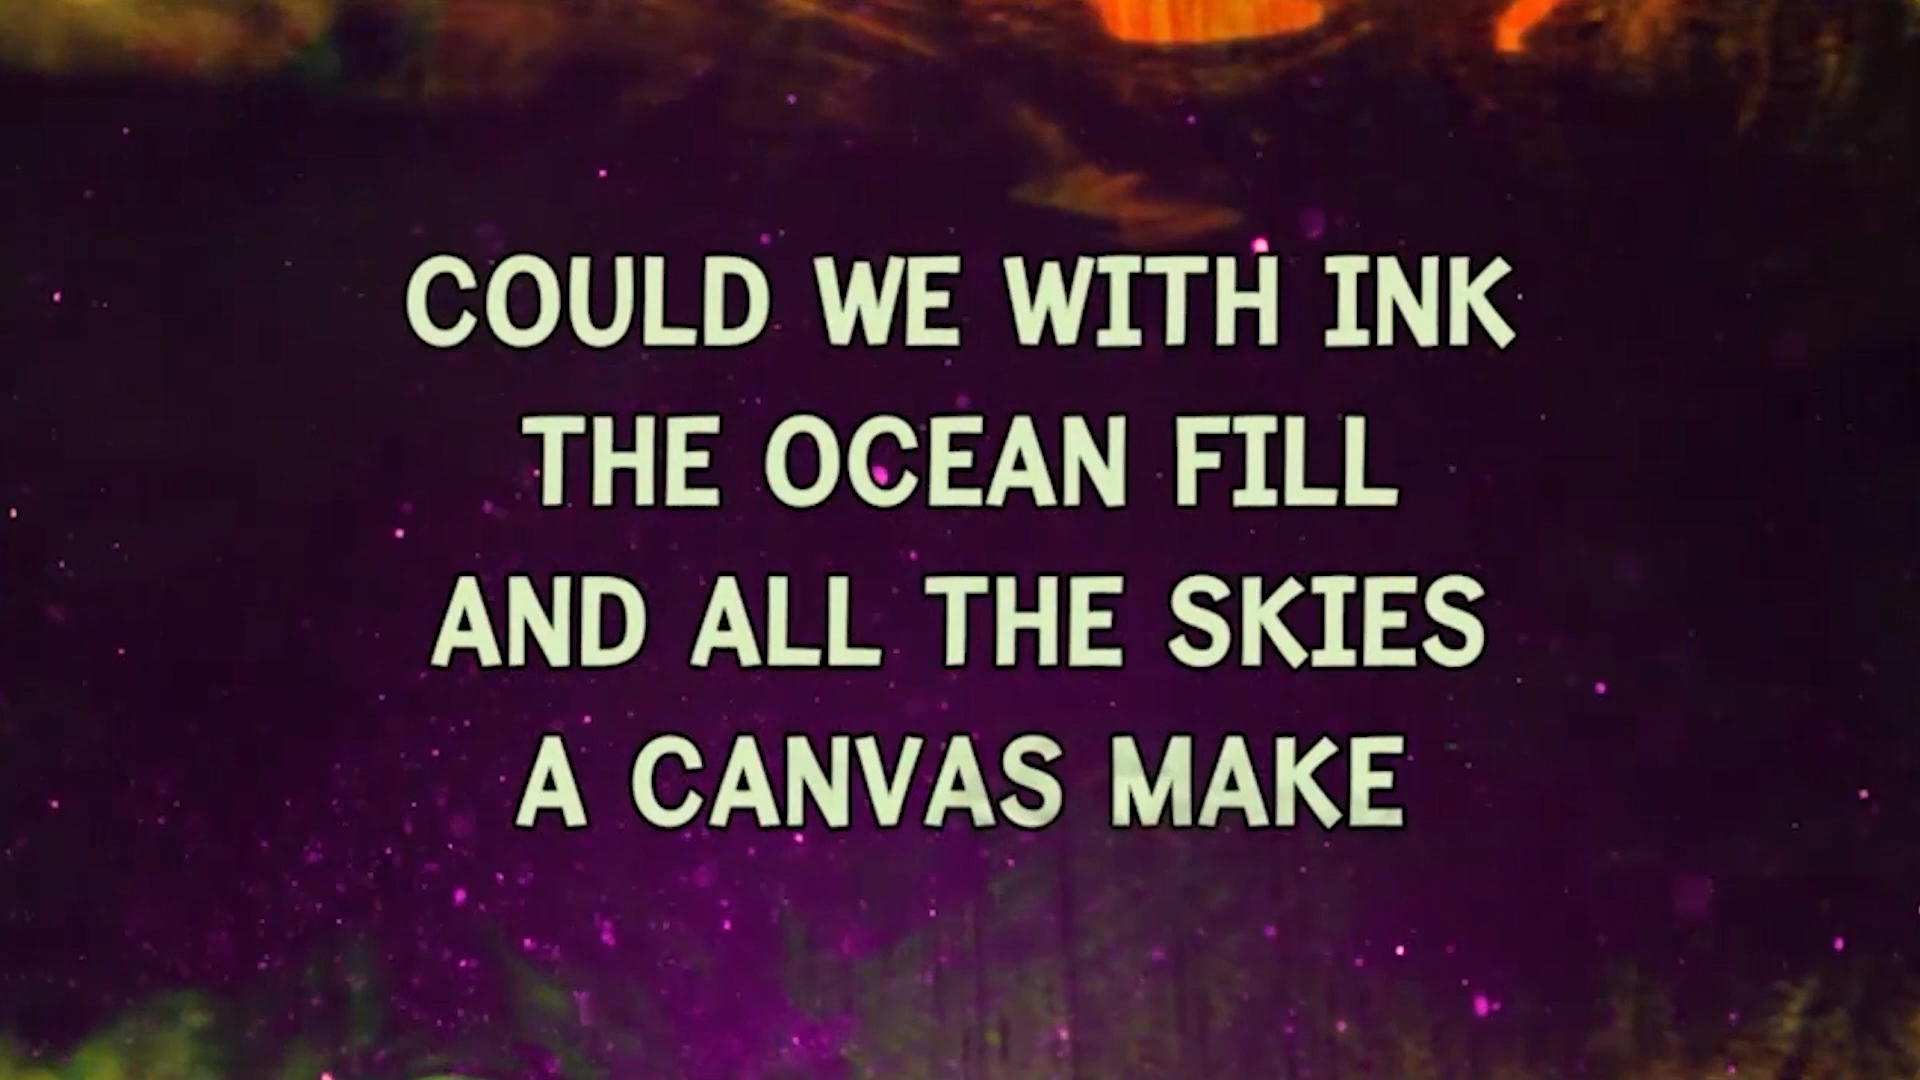 COULD WE WITH INK
THE OCEAN FILL
AND ALL THE SKIES
A CANVAS MAKE